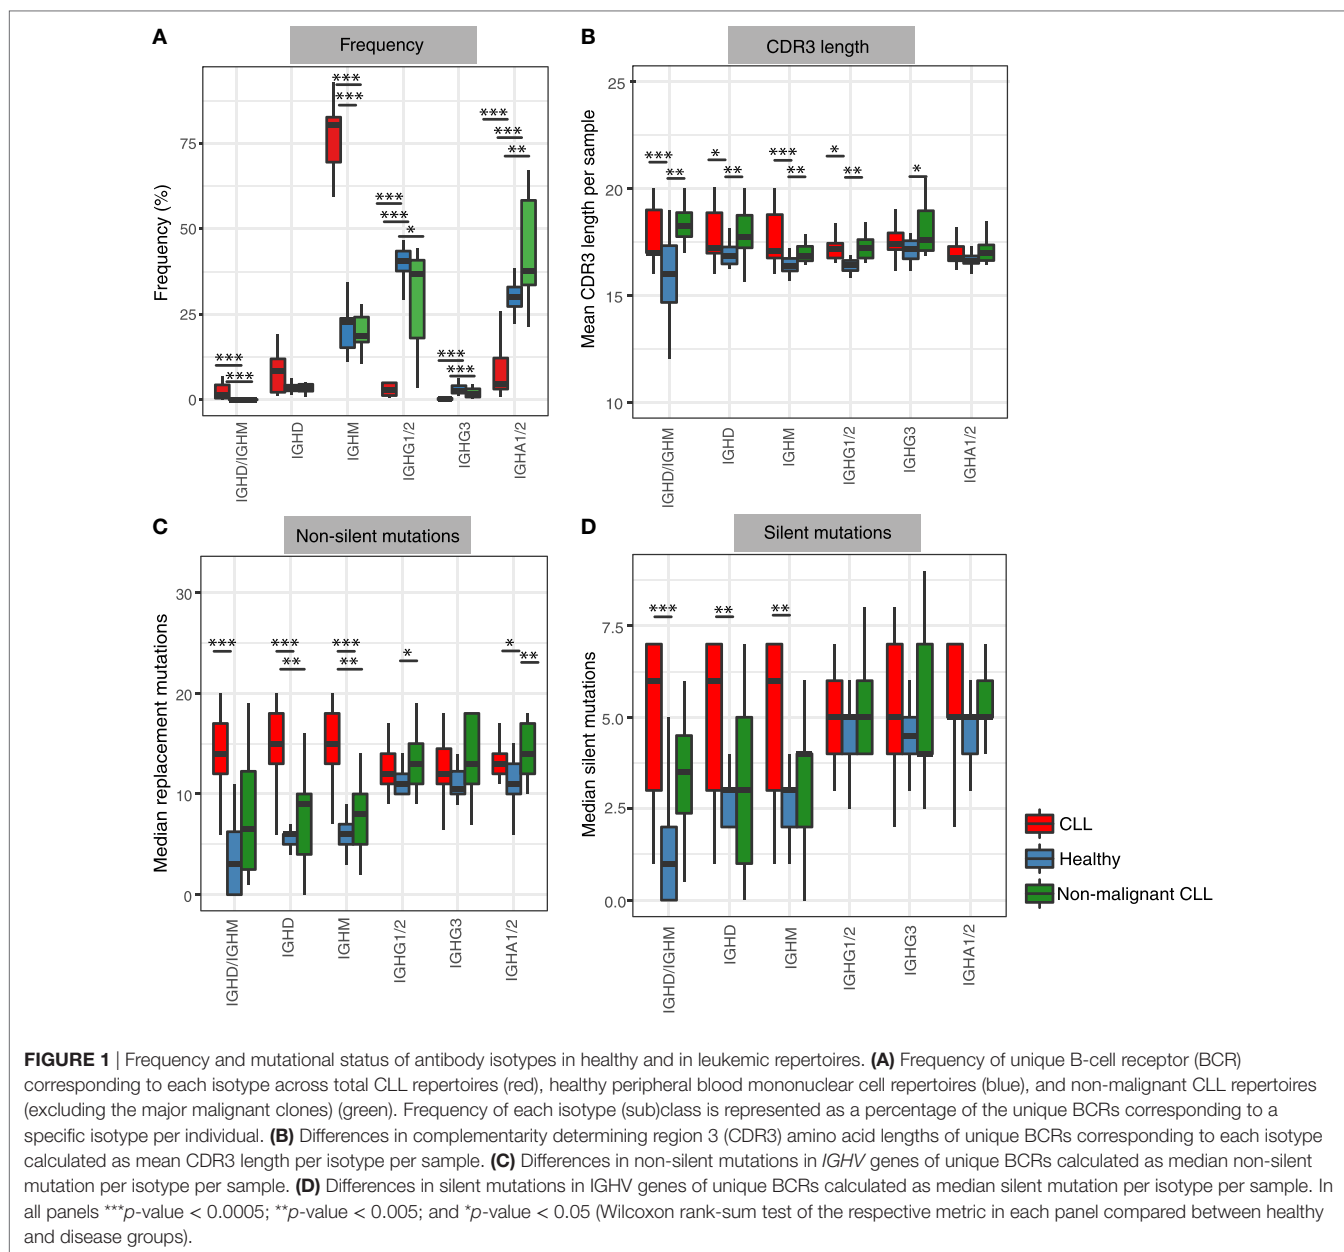 A
Frequency
Frequency (%)
75
50
25
0
***
***
***
***
***
***
*
***
***
***
***
**
IGHD/IGHM
IGHD
IGHM
IGHG1/2
IGHG3
IGHA1/2
B
CDR3 length
Mean CDR3 length per sample
25
20
15
10
***
**
*
**
***
**
*
**
*
IGHD/IGHM
IGHD
IGHM
IGHG1/2
IGHG3
IGHA1/2
C
Non-silent mutations
Median replacement mutations
30
20
10
0
***
***
**
***
**
*
*
**
IGHD/IGHM
IGHD
IGHM
IGHG1/2
IGHG3
IGHA1/2
D
Silent mutations
Median silent mutations
7.5
5.0
2.5
0.0
***
**
**
IGHD/IGHM
IGHD
IGHM
IGHG1/2
IGHG3
IGHA1/2
CLL
Healthy
Non-malignant CLL
FIGURE 1 | Frequency and mutational status of antibody isotypes in healthy and in leukemic repertoires. (A) Frequency of unique B-cell receptor (BCR)
corresponding to each isotype across total CLL repertoires (red), healthy peripheral blood mononuclear cell repertoires (blue), and non-malignant CLL repertoires
(excluding the major malignant clones) (green). Frequency of each isotype (sub)class is represented as a percentage of the unique BCRs corresponding to a
specific isotype per individual. (B) Differences in complementarity determining region 3 (CDR3) amino acid lengths of unique BCRs corresponding to each isotype
calculated as mean CDR3 length per isotype per sample. (C) Differences in non-silent mutations in IGHV genes of unique BCRs calculated as median non-silent
mutation per isotype per sample. (D) Differences in silent mutations in IGHV genes of unique BCRs calculated as median silent mutation per isotype per sample. In
all panels ***p-value < 0.0005; **p-value < 0.005; and *p-value < 0.05 (Wilcoxon rank-sum test of the respective metric in each panel compared between healthy
and disease groups).